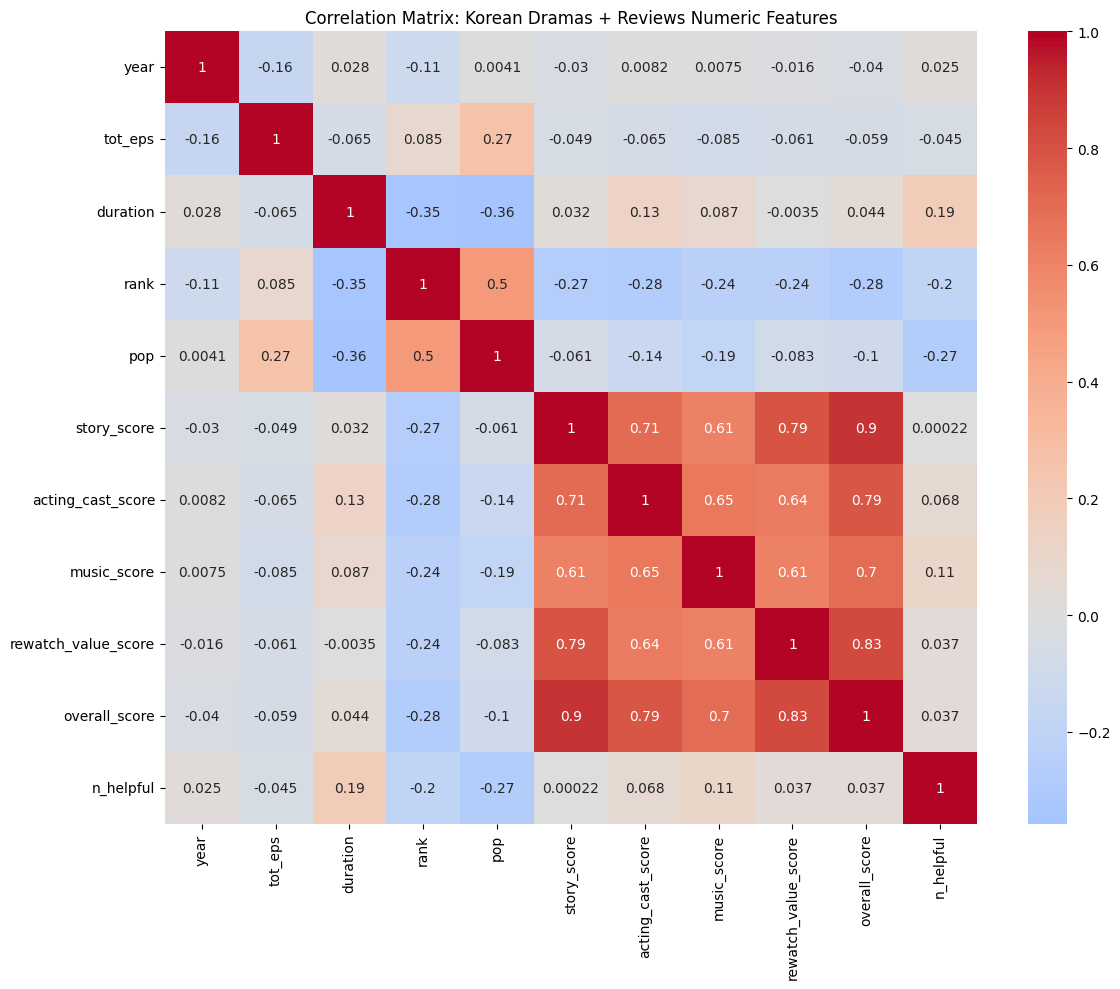 Correlation Matrix: Korean Dramas + Reviews Numeric Features
year 1 -0.16 0.028 -0.11 0.0041 -0.03 0.0082 0.0075 -0.016 -0.04 0.025
tot_eps -0.16 1 -0.065 0.085 0.27 -0.049 -0.065 -0.085 -0.061 -0.059 -0.045
duration 0.028 -0.065 1 -0.35 -0.36 0.032 0.13 0.087 -0.0035 0.044 0.19
rank -0.11 0.085 -0.35 1 0.5 -0.27 -0.28 -0.24 -0.24 -0.28 -0.2
pop 0.0041 0.27 -0.36 0.5 1 -0.061 -0.14 -0.19 -0.083 -0.1 -0.27
story_score -0.03 -0.049 0.032 -0.27 -0.061 1 0.71 0.61 0.79 0.9 0.00022
acting_cast_score 0.0082 -0.065 0.13 -0.28 -0.14 0.71 1 0.65 0.64 0.79 0.068
music_score 0.0075 -0.085 0.087 -0.24 -0.19 0.61 0.65 1 0.61 0.7 0.11
rewatch_value_score -0.016 -0.061 -0.0035 -0.24 -0.083 0.79 0.64 0.61 1 0.83 0.037
overall_score -0.04 -0.059 0.044 -0.28 -0.1 0.9 0.79 0.7 0.83 1 0.037
n_helpful 0.025 -0.045 0.19 -0.2 -0.27 0.00022 0.068 0.11 0.037 0.037 1
year tot_eps duration rank pop story_score acting_cast_score music_score rewatch_value_score overall_score n_helpful
1.0
0.8
0.6
0.4
0.2
0.0
−0.2